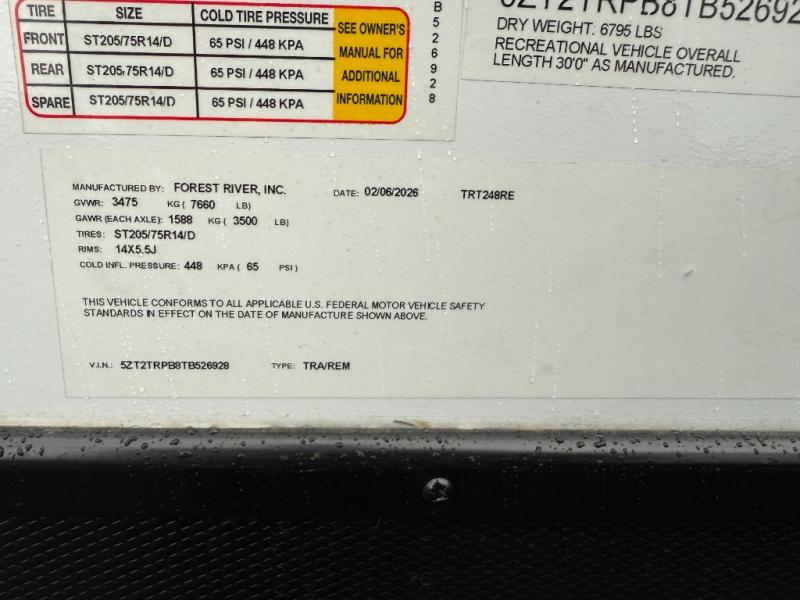 TIRE SIZE COLD TIRE PRESSURE SEE OWNER'S MANUAL FOR ADDITIONAL INFORMATION
FRONT ST205/75R14/D 65 PSI / 448 KPA
REAR ST205/75R14/D 65 PSI / 448 KPA
SPARE ST205/75R14/D 65 PSI / 448 KPA
B
5
2
6
9
2
8
5ZT2TRPB8TB526928
DRY WEIGHT: 6795 LBS
RECREATIONAL VEHICLE OVERALL
LENGTH 30'0" AS MANUFACTURED.
MANUFACTURED BY: FOREST RIVER, INC. DATE: 02/06/2026 TRT248RE
GVWR: 3475 KG ( 7660 LB)
GAWR (EACH AXLE): 1588 KG ( 3500 LB)
TIRES: ST205/75R14/D
RIMS: 14X5.5J
COLD INFL. PRESSURE: 448 KPA ( 65 PSI )
THIS VEHICLE CONFORMS TO ALL APPLICABLE U.S. FEDERAL MOTOR VEHICLE SAFETY
STANDARDS IN EFFECT ON THE DATE OF MANUFACTURE SHOWN ABOVE.
V.I.N.: 5ZT2TRPB8TB526928 TYPE: TRA/REM